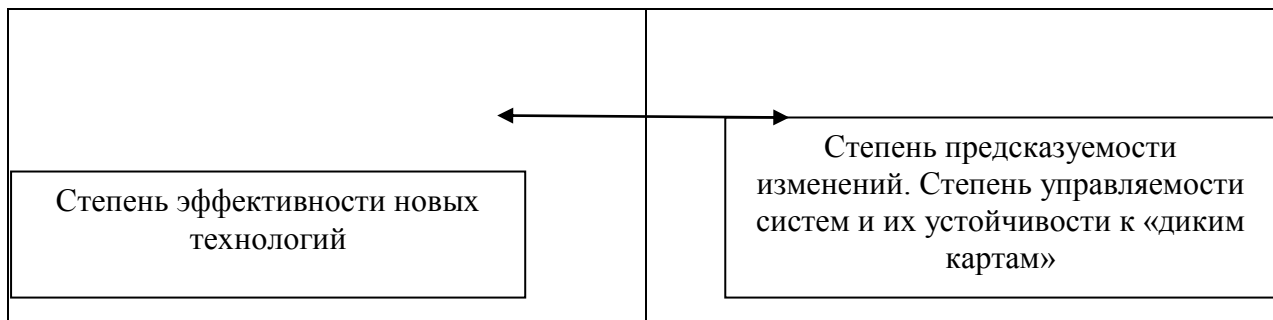 Степень эффективности новых
технологий
Степень предсказуемости
изменений. Степень управляемости
систем и их устойчивости к «диким
картам»